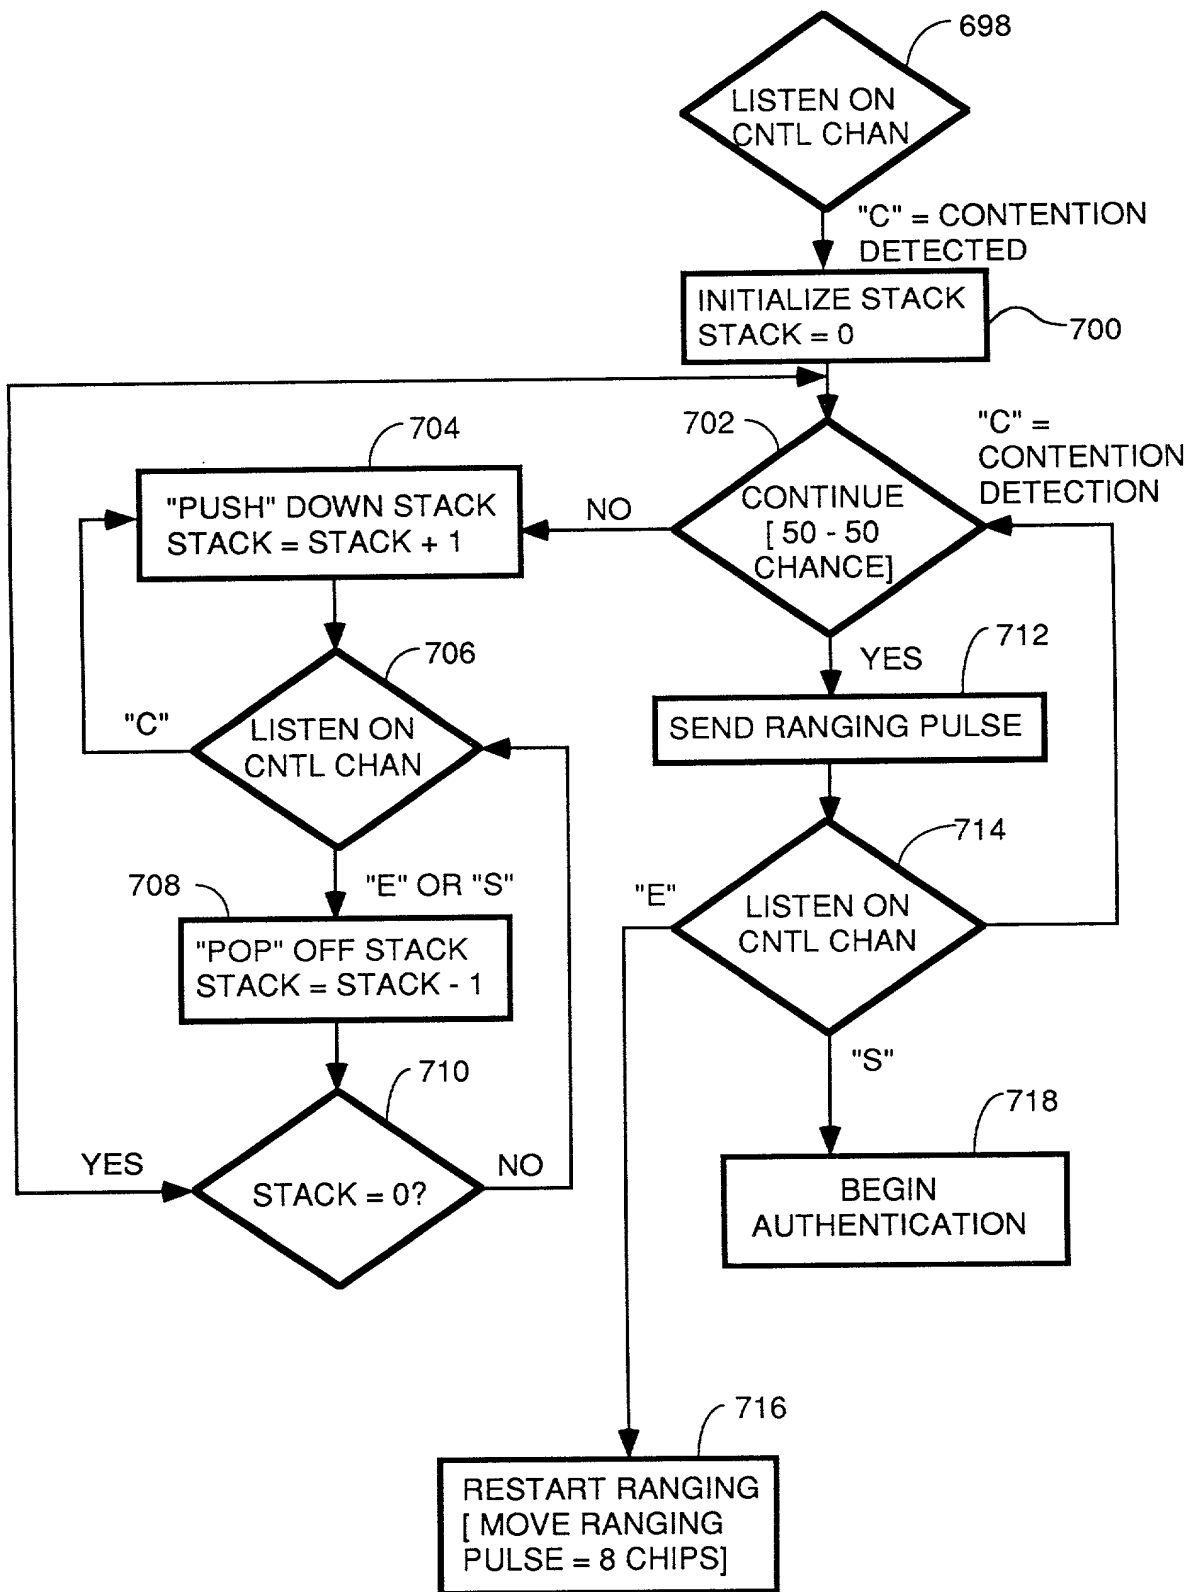 698
LISTEN ON
CNTL CHAN
"C" = CONTENTION
DETECTED
INITIALIZE STACK
STACK = 0
700
704
702
"C" =
CONTENTION
DETECTION
"PUSH" DOWN STACK
STACK = STACK + 1
NO
CONTINUE
[ 50 - 50
CHANCE]
706
712
YES
"C"
LISTEN ON
CNTL CHAN
SEND RANGING PULSE
714
708
"E" OR "S"
"E"
LISTEN ON
CNTL CHAN
"POP" OFF STACK
STACK = STACK - 1
710
"S"
718
YES
NO
STACK = 0?
BEGIN
AUTHENTICATION
716
RESTART RANGING
[ MOVE RANGING
PULSE = 8 CHIPS]